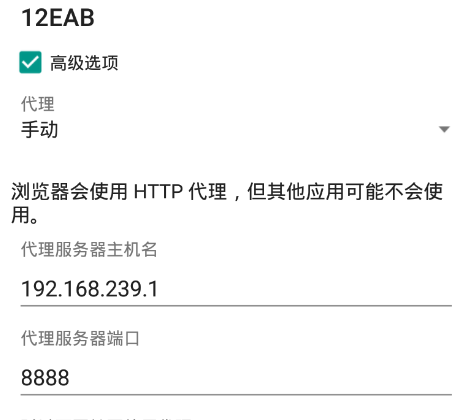 12EAB
高级选项
代理
手动
浏览器会使用 HTTP 代理，但其他应用可能不会使
用。
代理服务器主机名
192.168.239.1
代理服务器端口
8888